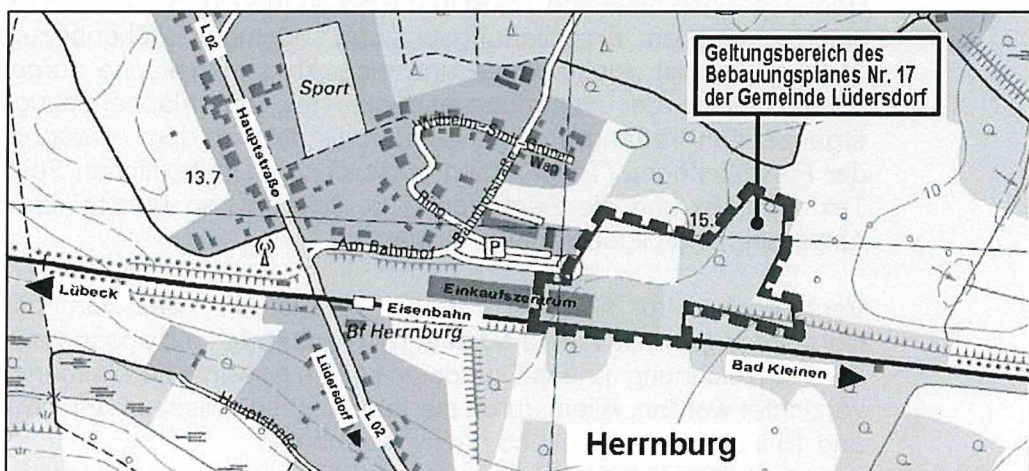 Geltungsbereich des
Bebauungsplanes Nr. 17
der Gemeinde Lüdersdorf
L 02
Sport
Hauptstraße
13.7
Wilhelm-
Weg
Ring
Bahnhofstraße
15.
10
P
Am Bahnhof
Lübeck
Einkaufszentrum
Eisenbahn
Bf Herrnburg
Bad Kleinen
Lüdersdorf
L 02
Hauptstraße
Herrnburg